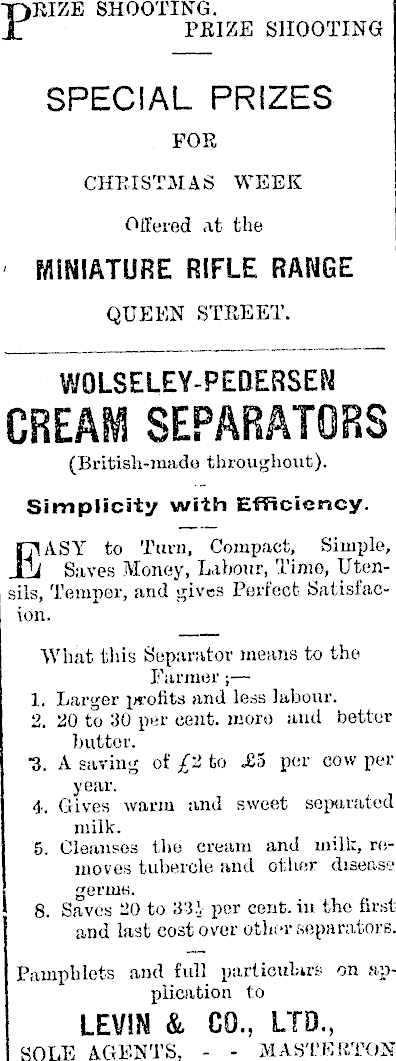 PRIZE SHOOTING.
PRIZE SHOOTING
SPECIAL PRIZES
FOR
CHRISTMAS WEEK
Offered at the
MINIATURE RIFLE RANGE
QUEEN STREET.
WOLSELEY-PEDERSEN
CREAM SEPARATORS
(British-made throughout).
Simplicity with Efficiency.
EASY to Turn, Compact, Simple,
Saves Money, Labour, Time, Uten-
sils, Temper, and gives Perfect Satisfac-
ion.
What this Separator means to the
Farmer ;—
1. Larger profits and less labour.
2. 20 to 30 per cent. more and better
butter.
3. A saving of £2 to £5 per cow per
year.
4. Gives warm and sweet separated
milk.
5. Cleanses the cream and milk, re-
moves tubercle and other disease
germs.
8. Saves 20 to 33½ per cent. in the first
and last cost over other separators.
Pamphlets and full particulars on ap-
plication to
LEVIN & CO., LTD.,
SOLE AGENTS, - - MASTERTON